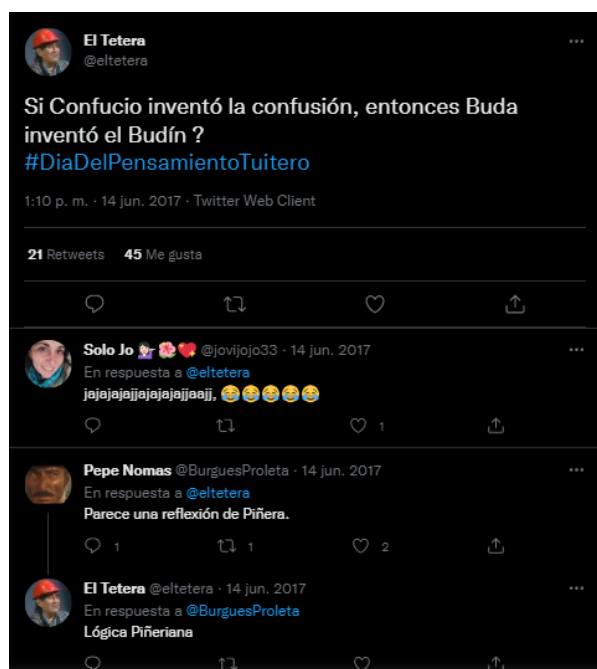 El Tetera
@eltetera
Si Confucio inventó la confusión, entonces Buda
inventó el Budín ?
#DiaDelPensamientoTuitero
1:10 p. m. · 14 jun. 2017 · Twitter Web Client
21 Retweets 45 Me gusta
Solo Jo 💁🏻‍♀️🌺💖 @jovijojo33 · 14 jun. 2017
En respuesta a @eltetera
jajajajajjajajajajjaajj, 😂😂😂😂😂
1
Pepe Nomas @BurguesProleta · 14 jun. 2017
En respuesta a @eltetera
Parece una reflexión de Piñera.
1 1 2
El Tetera @eltetera · 14 jun. 2017
En respuesta a @BurguesProleta
Lógica Piñeriana